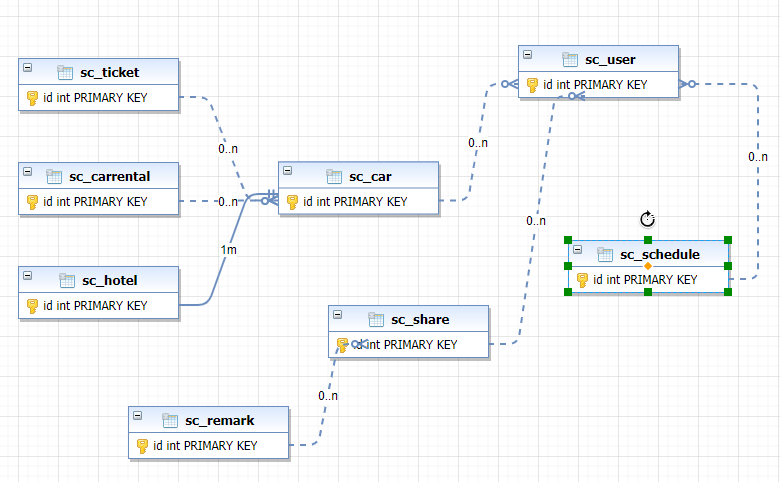 sc_ticket
id int PRIMARY KEY
sc_user
id int PRIMARY KEY
0..n
0..n
0..n
sc_carrental
id int PRIMARY KEY
0..n
sc_car
id int PRIMARY KEY
0..n
1m
sc_schedule
id int PRIMARY KEY
sc_hotel
id int PRIMARY KEY
sc_share
id int PRIMARY KEY
0..n
sc_remark
id int PRIMARY KEY